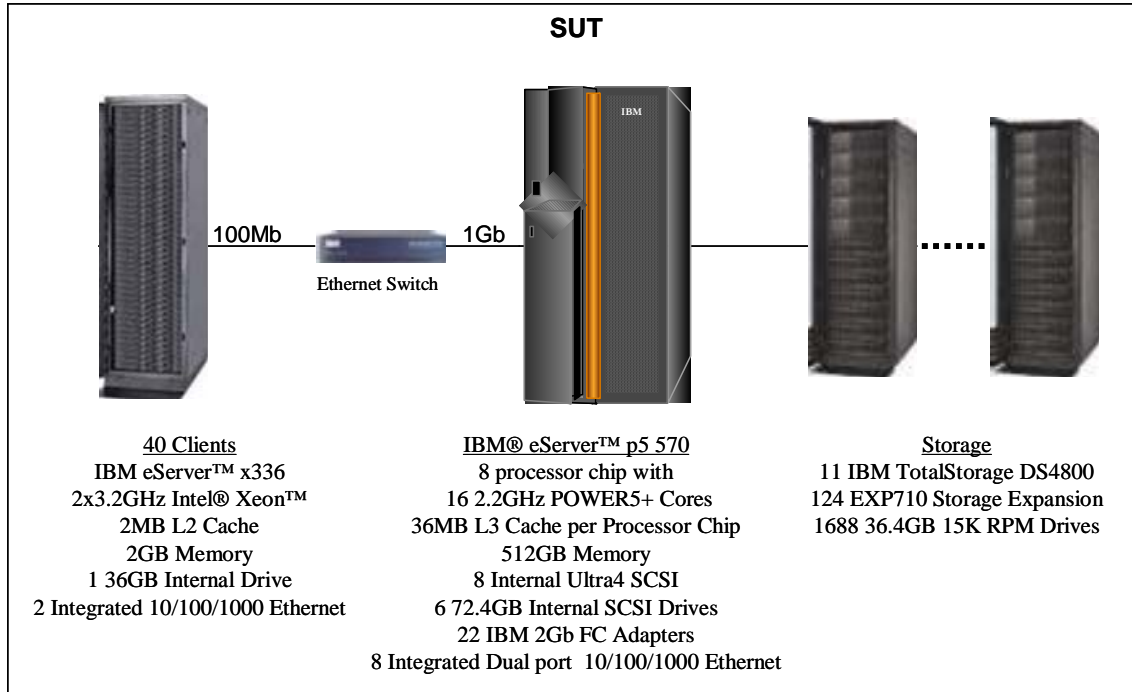 SUT
IBM
100Mb
1Gb
Ethernet Switch
40 Clients
IBM eServer™ x336
2x3.2GHz Intel® Xeon™
2MB L2 Cache
2GB Memory
1 36GB Internal Drive
2 Integrated 10/100/1000 Ethernet
IBM® eServer™ p5 570
8 processor chip with
16 2.2GHz POWER5+ Cores
36MB L3 Cache per Processor Chip
512GB Memory
8 Internal Ultra4 SCSI
6 72.4GB Internal SCSI Drives
22 IBM 2Gb FC Adapters
8 Integrated Dual port 10/100/1000 Ethernet
Storage
11 IBM TotalStorage DS4800
124 EXP710 Storage Expansion
1688 36.4GB 15K RPM Drives